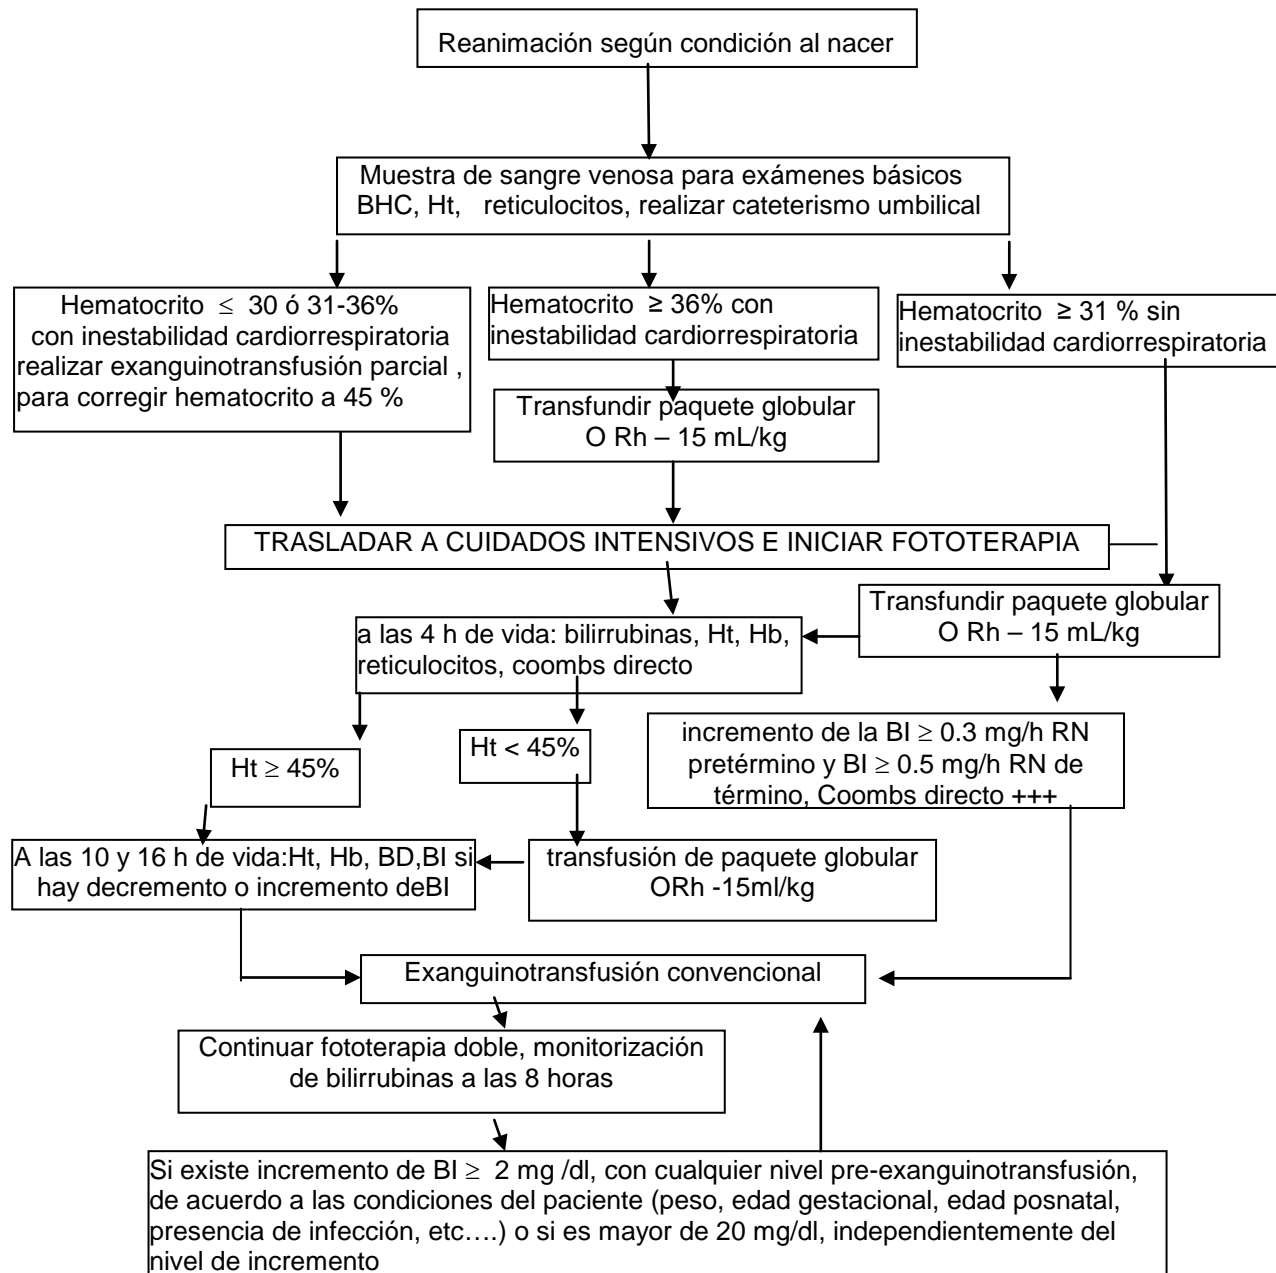 Reanimación según condición al nacer
Muestra de sangre venosa para exámenes básicos
BHC, Ht, reticulocitos, realizar cateterismo umbilical
Hematocrito ≤ 30 ó 31-36%
con inestabilidad cardiorrespiratoria
realizar exanguinotransfusión parcial ,
para corregir hematocrito a 45 %
Hematocrito ≥ 36% con
inestabilidad cardiorrespiratoria
Hematocrito ≥ 31 % sin
inestabilidad cardiorrespiratoria
Transfundir paquete globular
O Rh – 15 mL/kg
TRASLADAR A CUIDADOS INTENSIVOS E INICIAR FOTOTERAPIA
Transfundir paquete globular
O Rh – 15 mL/kg
a las 4 h de vida: bilirrubinas, Ht, Hb,
reticulocitos, coombs directo
Ht ≥ 45%
Ht < 45%
incremento de la BI ≥ 0.3 mg/h RN
pretérmino y BI ≥ 0.5 mg/h RN de
término, Coombs directo +++
A las 10 y 16 h de vida:Ht, Hb, BD,BI si
hay decremento o incremento deBI
transfusión de paquete globular
ORh -15ml/kg
Exanguinotransfusión convencional
Continuar fototerapia doble, monitorización
de bilirrubinas a las 8 horas
Si existe incremento de BI ≥ 2 mg /dl, con cualquier nivel pre-exanguinotransfusión,
de acuerdo a las condiciones del paciente (peso, edad gestacional, edad posnatal,
presencia de infección, etc….) o si es mayor de 20 mg/dl, independientemente del
nivel de incremento